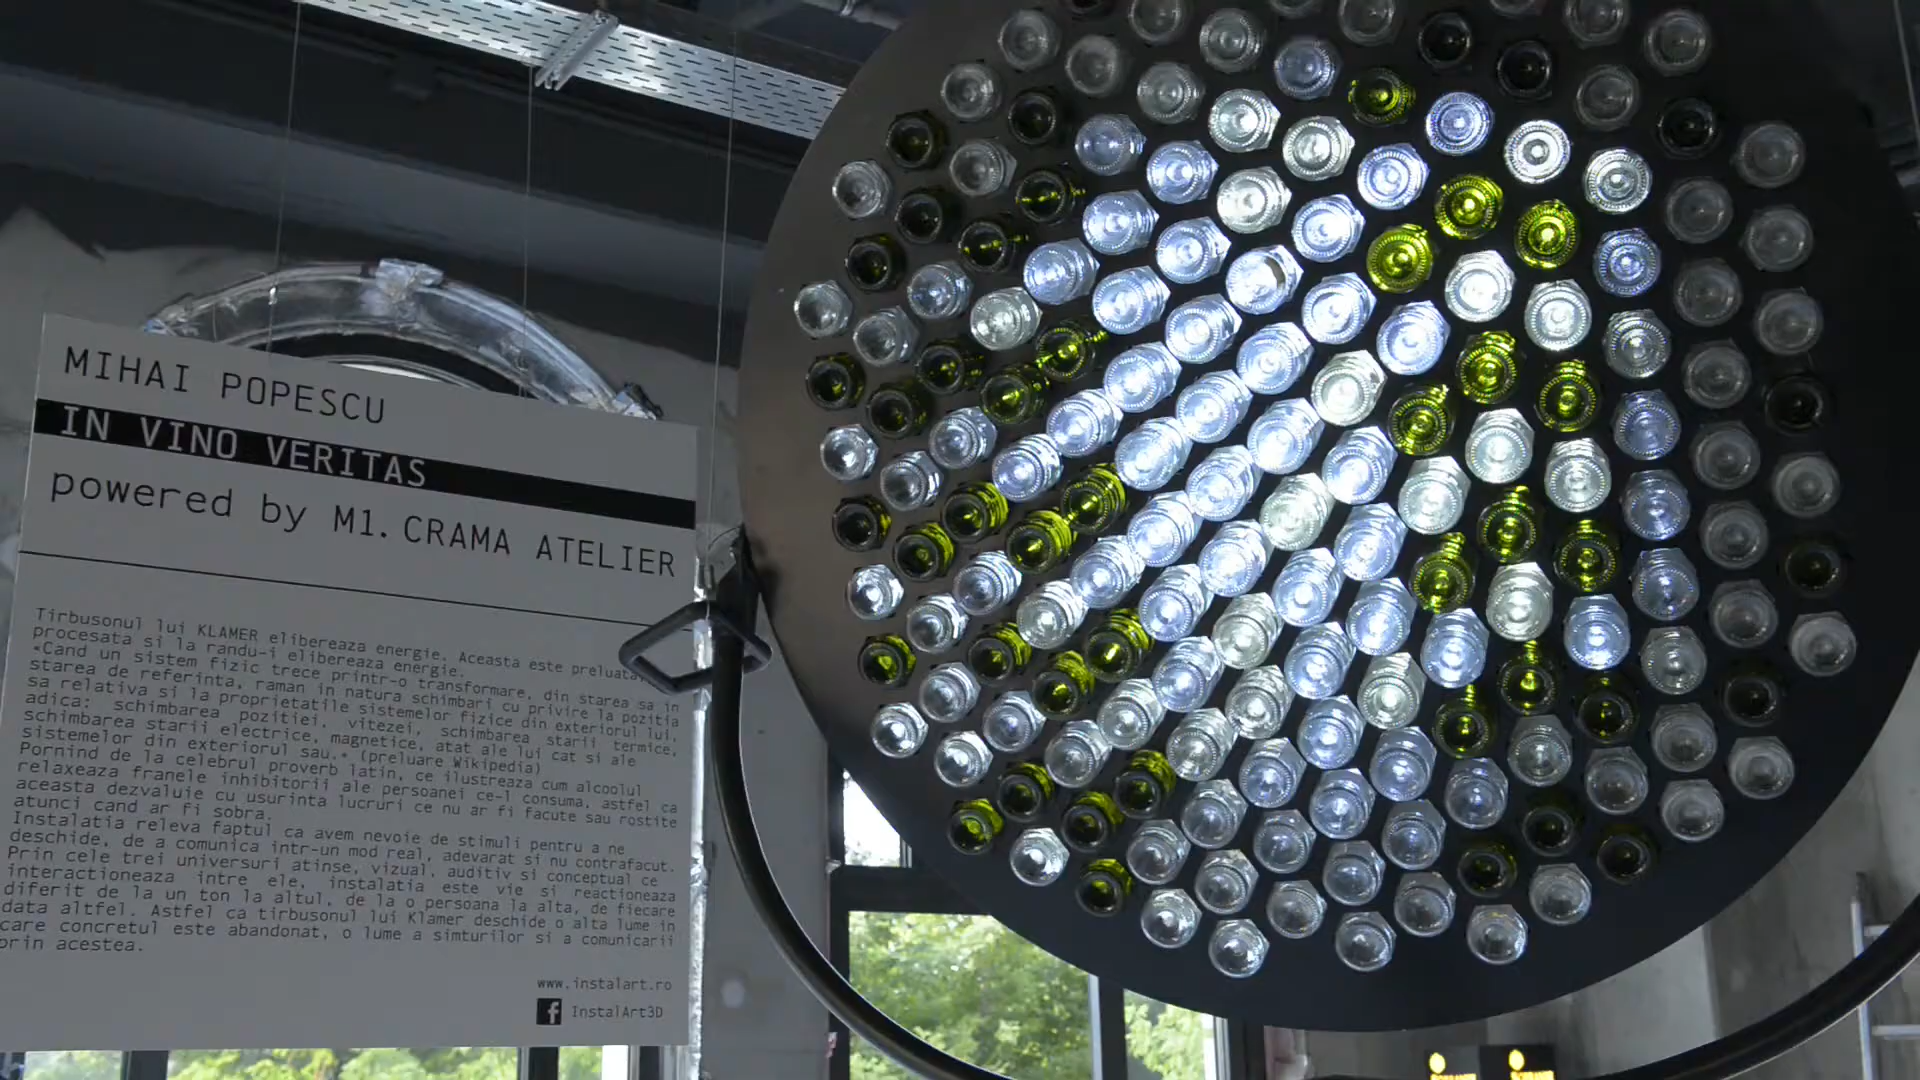 MIHAI POPESCU
IN VINO VERITAS
powered by M1. CRAMA ATELIER
Tirbusonul lui KLAMER elibereaza energie. Aceasta este preluata,
procesata si la randu-i elibereaza energie.
«Cand un sistem fizic trece printr-o transformare, din starea sa in
starea de referinta, raman in natura schimbari cu privire la pozitia
sa relativa si la proprietatile sistemelor fizice din exteriorul lui,
adica: schimbarea pozitiei, vitezei, schimbarea starii termice,
schimbarea starii electrice, magnetice, atat ale lui cat si ale
sistemelor din exteriorul sau.» (preluare Wikipedia)
Pornind de la celebrul proverb latin, ce ilustreaza cum alcoolul
relaxeaza franele inhibitorii ale persoanei ce-l consuma, astfel ca
aceasta dezvaluie cu usurinta lucruri ce nu ar fi facute sau rostite
atunci cand ar fi sobra.
Instalatia releva faptul ca avem nevoie de stimuli pentru a ne
deschide, de a comunica intr-un mod real, adevarat si nu contrafacut.
Prin cele trei universuri atinse, vizual, auditiv si conceptual ce
interactioneaza intre ele, instalatia este vie si reactioneaza
diferit de la un ton la altul, de la o persoana la alta, de fiecare
data altfel. Astfel ca tirbusonul lui Klamer deschide o alta lume in
care concretul este abandonat, o lume a simturilor si a comunicarii
prin acestea.
www.instalart.ro
f InstalArt3D